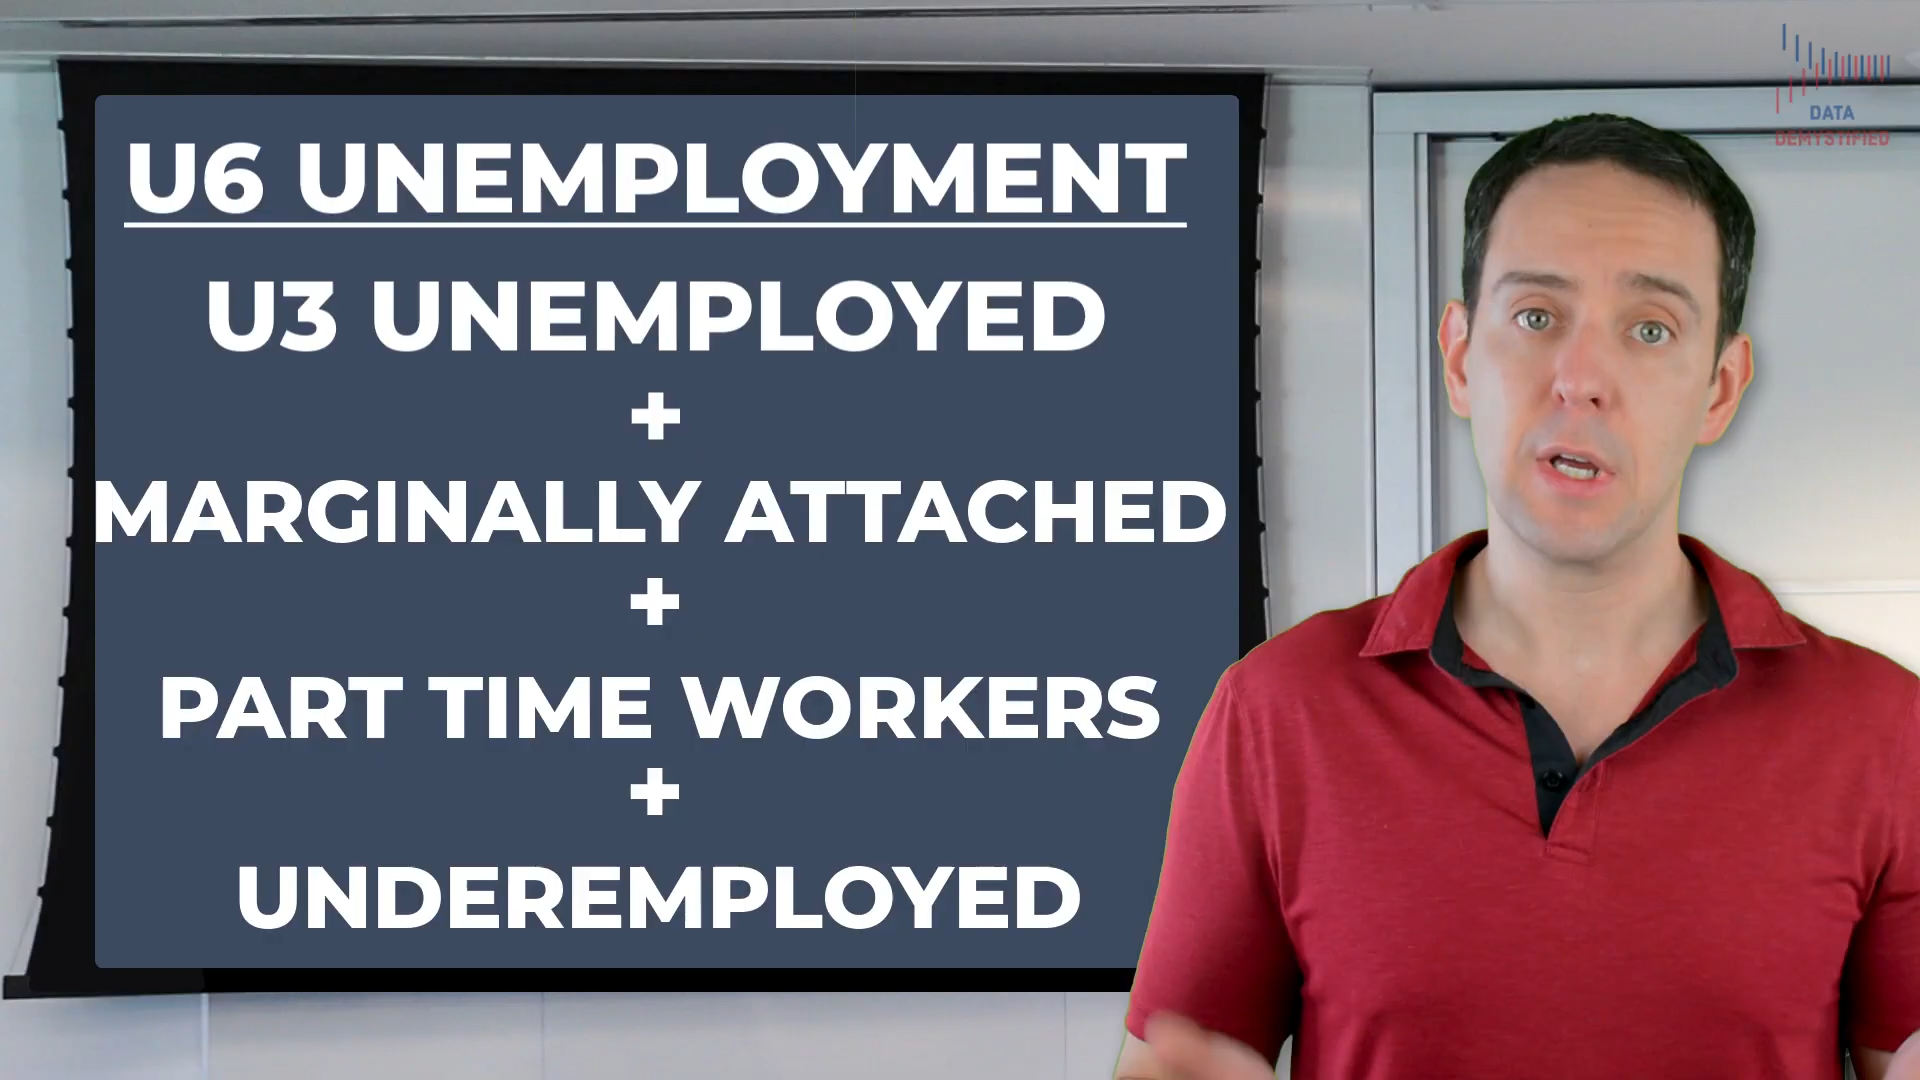 U6 UNEMPLOYMENT
U3 UNEMPLOYED
+
MARGINALLY ATTACHED
+
PART TIME WORKERS
+
UNDEREMPLOYED
DATA
DEMYSTIFIED